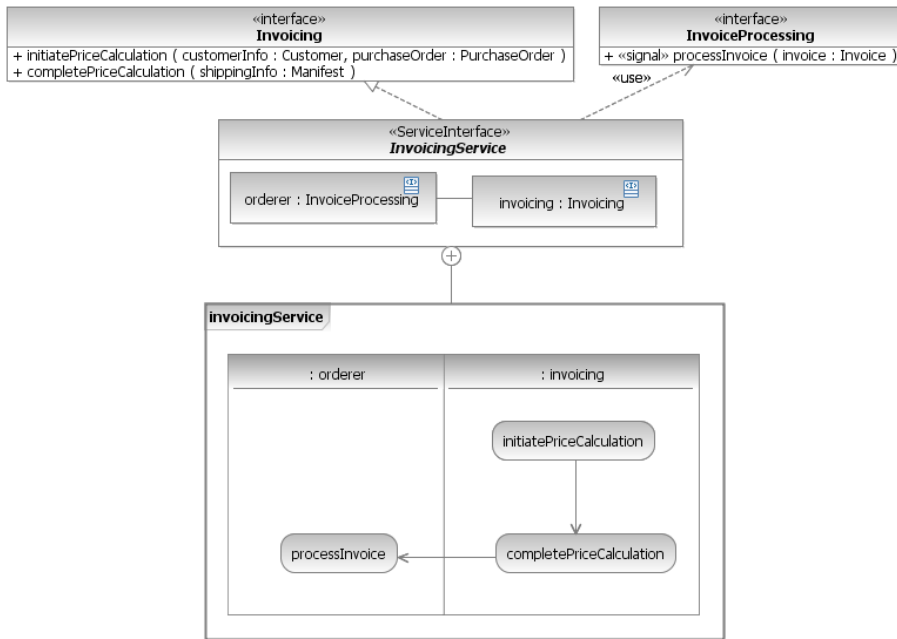 «interface»
Invoicing
+ initiatePriceCalculation ( customerInfo : Customer, purchaseOrder : PurchaseOrder )
+ completePriceCalculation ( shippingInfo : Manifest )
«interface»
InvoiceProcessing
+ «signal» processInvoice ( invoice : Invoice )
«use»
«ServiceInterface»
InvoicingService
orderer : InvoiceProcessing
invoicing : Invoicing
invoicingService
: orderer
: invoicing
initiatePriceCalculation
processInvoice
completePriceCalculation